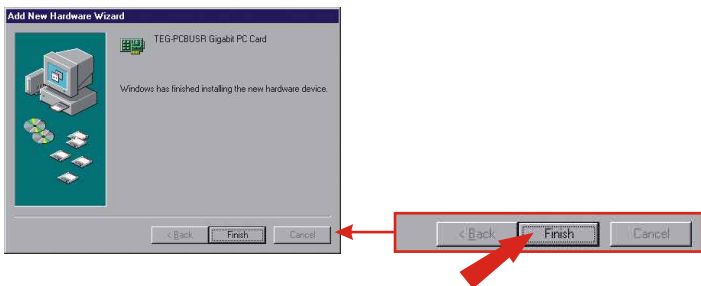 Add New Hardware Wizard
TEG-PCBUSR Gigabit PC Card
Windows has finished installing the new hardware device.
< Back Finish Cancel
< Back Finish Cancel